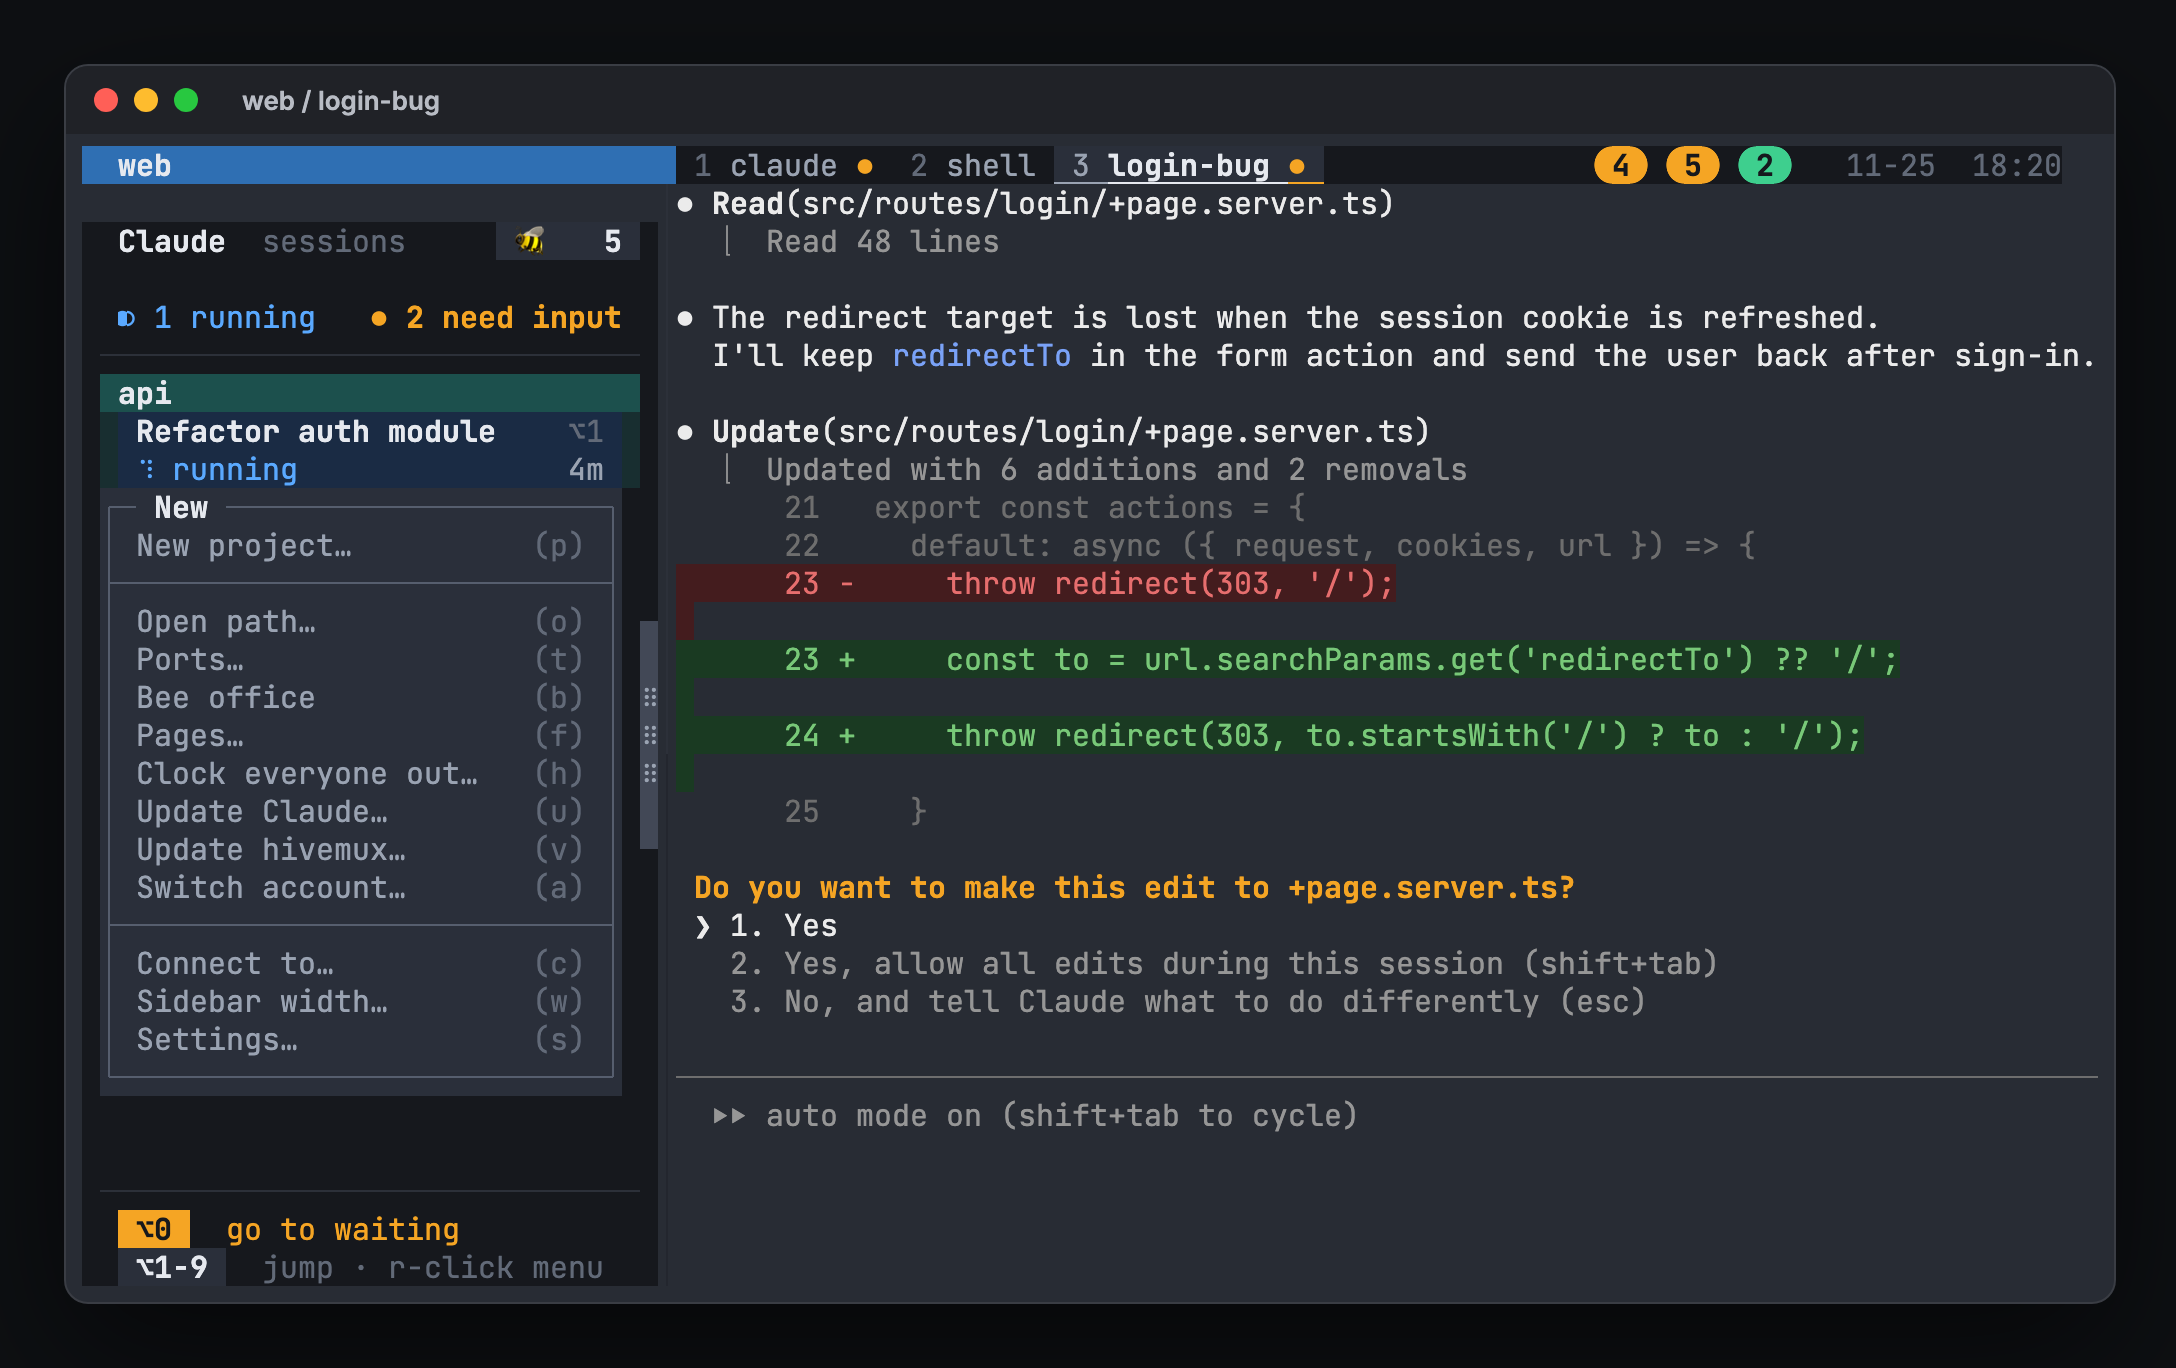 web / login-bug
web
1 claude ● 2 shell 3 login-bug ●
4 5 2 11-25 18:20
Claude sessions 5
1 running ● 2 need input
api
Refactor auth module ⌥1
running 4m
New
New project… (p)
Open path… (o)
Ports… (t)
Bee office (b)
Pages… (f)
Clock everyone out… (h)
Update Claude… (u)
Update hivemux… (v)
Switch account… (a)
Connect to… (c)
Sidebar width… (w)
Settings… (s)
⌥0 go to waiting
⌥1-9 jump · r-click menu
● Read(src/routes/login/+page.server.ts)
⎣ Read 48 lines
● The redirect target is lost when the session cookie is refreshed.
I'll keep redirectTo in the form action and send the user back after sign-in.
● Update(src/routes/login/+page.server.ts)
⎣ Updated with 6 additions and 2 removals
21 export const actions = {
22 default: async ({ request, cookies, url }) => {
23 - throw redirect(303, '/');
23 + const to = url.searchParams.get('redirectTo') ?? '/';
24 + throw redirect(303, to.startsWith('/') ? to : '/');
25 }
Do you want to make this edit to +page.server.ts?
❯ 1. Yes
2. Yes, allow all edits during this session (shift+tab)
3. No, and tell Claude what to do differently (esc)
▸▸ auto mode on (shift+tab to cycle)